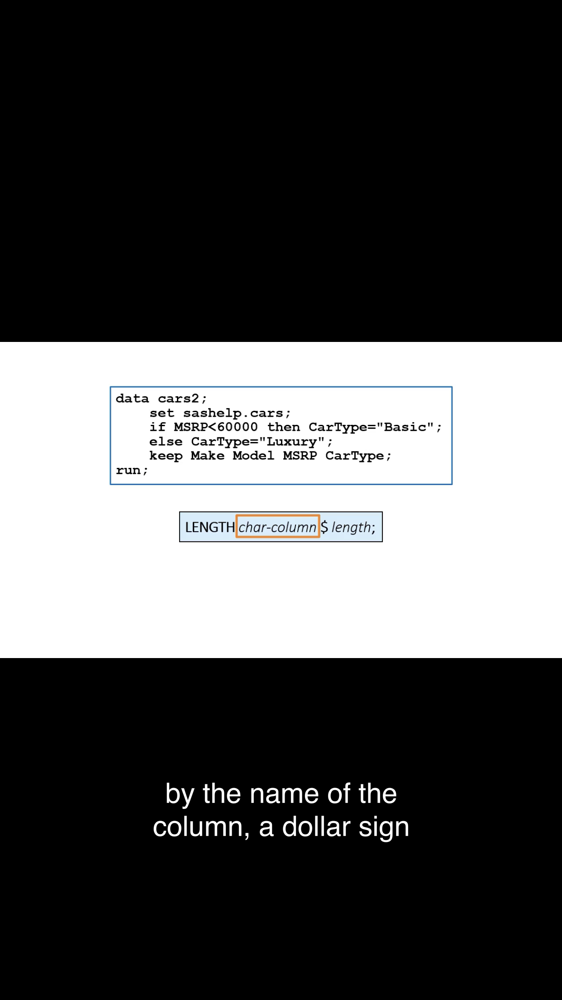 data cars2;
set sashelp.cars;
if MSRP<60000 then CarType="Basic";
else CarType="Luxury";
keep Make Model MSRP CarType;
run;
LENGTH char-column $ length;
by the name of the
column, a dollar sign